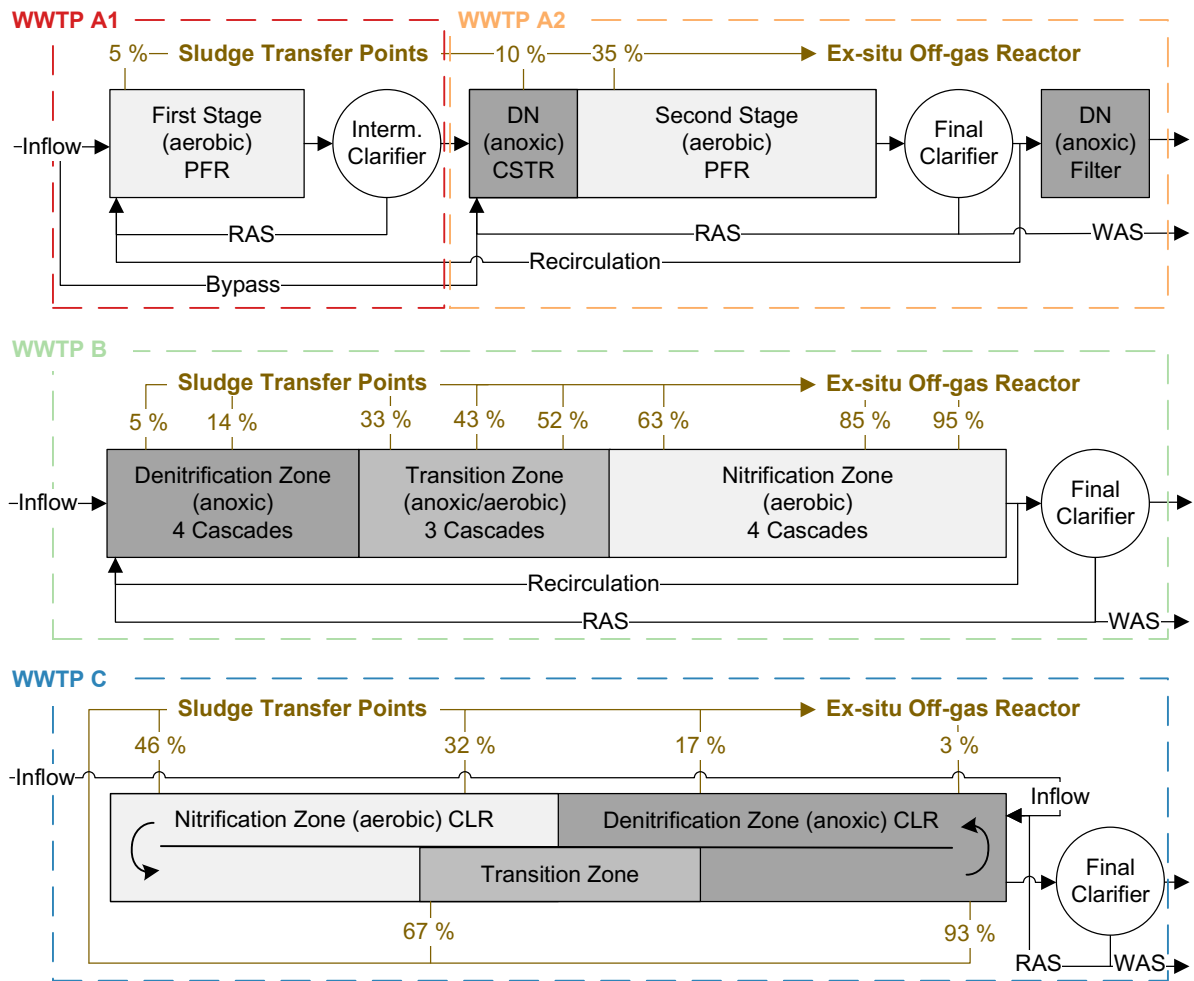 WWTP A1
WWTP A2
5 %
Sludge Transfer Points
10 %
35 %
Ex-situ Off-gas Reactor
Inflow
First Stage
(aerobic)
PFR
Interm.
Clarifier
DN
(anoxic)
CSTR
Second Stage
(aerobic)
PFR
Final
Clarifier
DN
(anoxic)
Filter
RAS
RAS
WAS
Recirculation
Bypass
WWTP B
Sludge Transfer Points
Ex-situ Off-gas Reactor
5 %
14 %
33 %
43 %
52 %
63 %
85 %
95 %
Inflow
Denitrification Zone
(anoxic)
4 Cascades
Transition Zone
(anoxic/aerobic)
3 Cascades
Nitrification Zone
(aerobic)
4 Cascades
Final
Clarifier
Recirculation
RAS
WAS
WWTP C
Sludge Transfer Points
Ex-situ Off-gas Reactor
46 %
32 %
17 %
3 %
Inflow
Inflow
Nitrification Zone (aerobic) CLR
Denitrification Zone (anoxic) CLR
Transition Zone
Final
Clarifier
67 %
93 %
RAS
WAS